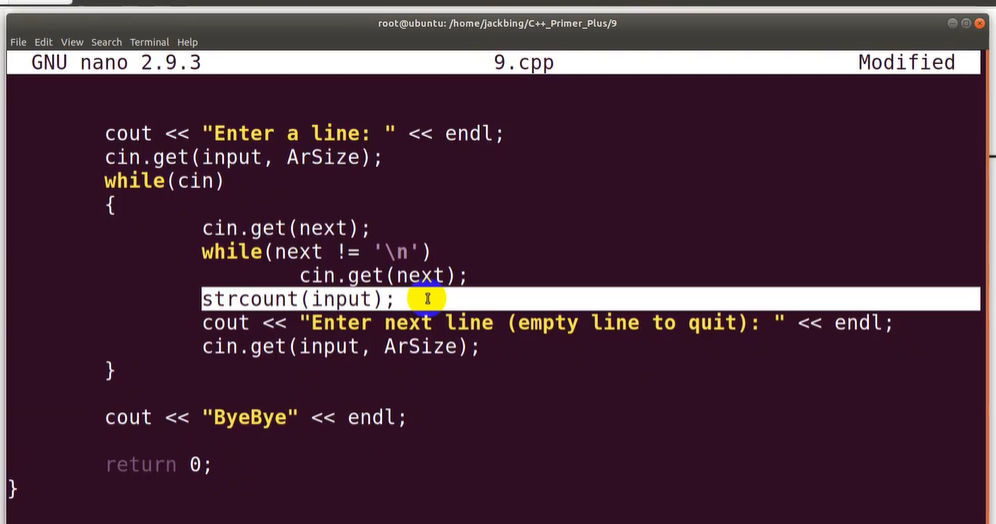 root@ubuntu: /home/jackbing/C++_Primer_Plus/9
File Edit View Search Terminal Help
GNU nano 2.9.3 9.cpp Modified
cout << "Enter a line: " << endl;
cin.get(input, ArSize);
while(cin)
{
cin.get(next);
while(next != '\n')
cin.get(next);
strcount(input);
cout << "Enter next line (empty line to quit): " << endl;
cin.get(input, ArSize);
}
cout << "ByeBye" << endl;
return 0;
}